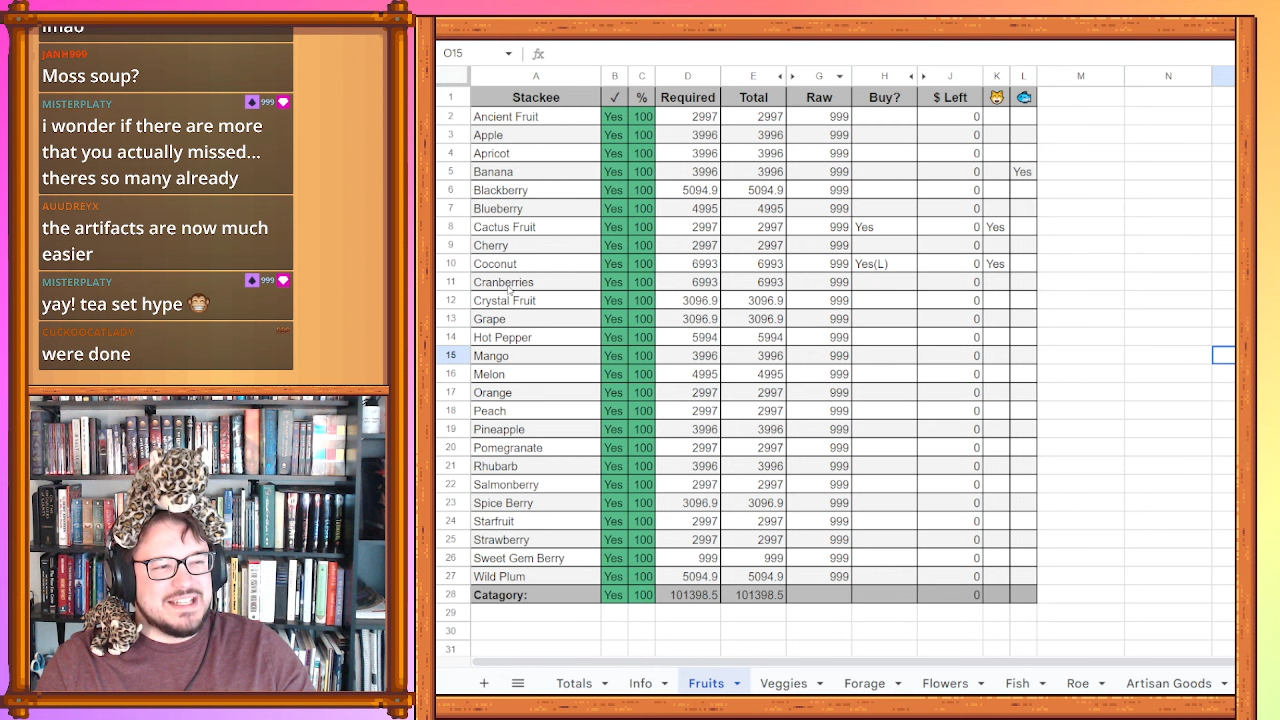 lmao
JANH999
Moss soup?
MISTERPLATY 999
i wonder if there are more
that you actually missed...
theres so many already
AUUDREYX
the artifacts are now much
easier
MISTERPLATY 999
yay! tea set hype
CUCKOOCATLADY
were done
O15 fx
A B C D E G H J K L M N
1 Stackee ✓ % Required Total Raw Buy? $ Left
2 Ancient Fruit Yes 100 2997 2997 999 0
3 Apple Yes 100 3996 3996 999 0
4 Apricot Yes 100 3996 3996 999 0
5 Banana Yes 100 3996 3996 999 0 Yes
6 Blackberry Yes 100 5094.9 5094.9 999 0
7 Blueberry Yes 100 4995 4995 999 0
8 Cactus Fruit Yes 100 2997 2997 999 Yes 0 Yes
9 Cherry Yes 100 2997 2997 999 0
10 Coconut Yes 100 6993 6993 999 Yes(L) 0 Yes
11 Cranberries Yes 100 6993 6993 999 0
12 Crystal Fruit Yes 100 3096.9 3096.9 999 0
13 Grape Yes 100 3096.9 3096.9 999 0
14 Hot Pepper Yes 100 5994 5994 999 0
15 Mango Yes 100 3996 3996 999 0
16 Melon Yes 100 4995 4995 999 0
17 Orange Yes 100 2997 2997 999 0
18 Peach Yes 100 2997 2997 999 0
19 Pineapple Yes 100 3996 3996 999 0
20 Pomegranate Yes 100 2997 2997 999 0
21 Rhubarb Yes 100 3996 3996 999 0
22 Salmonberry Yes 100 2997 2997 999 0
23 Spice Berry Yes 100 3096.9 3096.9 999 0
24 Starfruit Yes 100 2997 2997 999 0
25 Strawberry Yes 100 2997 2997 999 0
26 Sweet Gem Berry Yes 100 999 999 999 0
27 Wild Plum Yes 100 5094.9 5094.9 999 0
28 Catagory: Yes 100 101398.5 101398.5 0
29
30
31
+ Totals Info Fruits Veggies Forage Flowers Fish Roe Artisan Goods